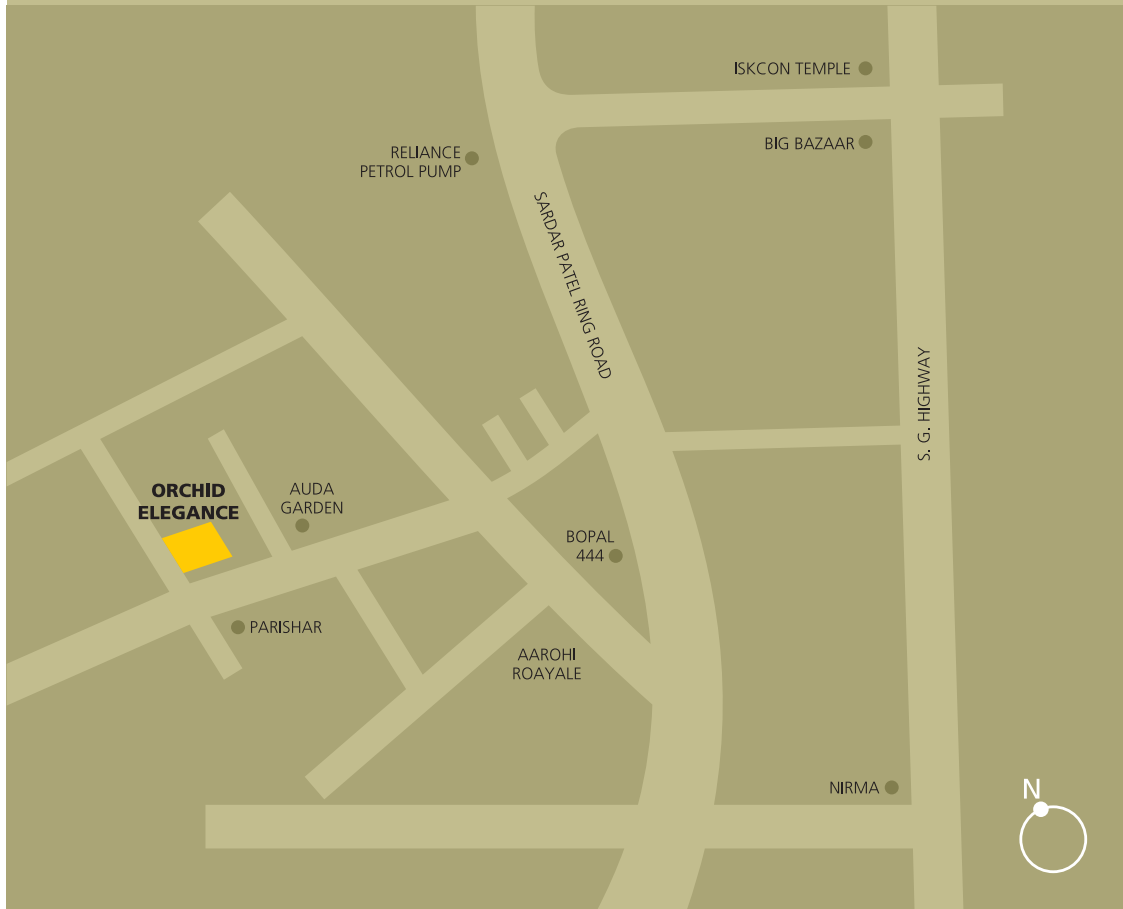 ISKCON TEMPLE
BIG BAZAAR
RELIANCE
PETROL PUMP
SARDAR PATEL RING ROAD
S. G. HIGHWAY
ORCHID
ELEGANCE
AUDA
GARDEN
BOPAL
444
PARISHAR
AAROHI
ROAYALE
NIRMA
N